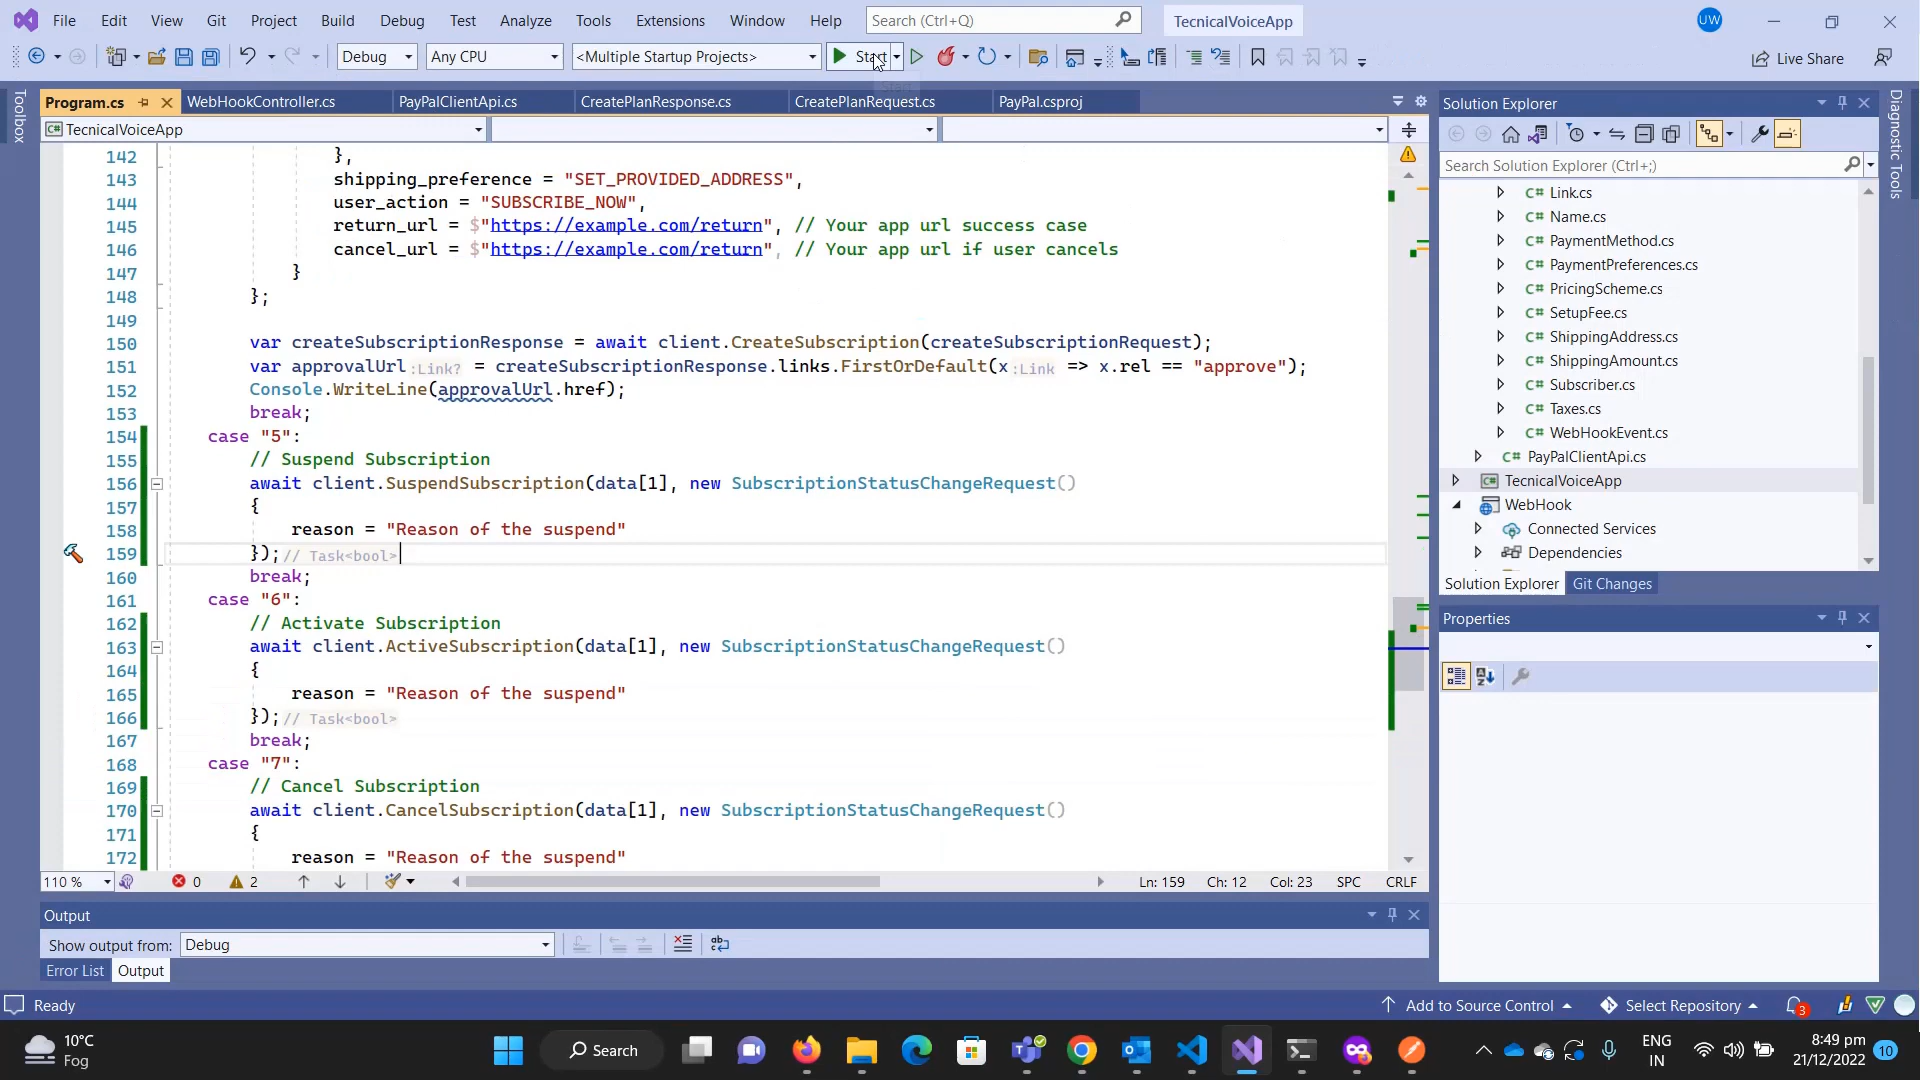 File Edit View Git Project Build Debug Test Analyze Tools Extensions Window Help Search (Ctrl+Q) TecnicalVoiceApp UW
Debug Any CPU <Multiple Startup Projects> Start Live Share
Toolbox
Program.cs WebHookController.cs PayPalClientApi.cs CreatePlanResponse.cs CreatePlanRequest.cs PayPal.csproj
C# TecnicalVoiceApp
142 },
143 shipping_preference = "SET_PROVIDED_ADDRESS",
144 user_action = "SUBSCRIBE_NOW",
145 return_url = $"https://example.com/return", // Your app url success case
146 cancel_url = $"https://example.com/return", // Your app url if user cancels
147 }
148 };
149
150 var createSubscriptionResponse = await client.CreateSubscription(createSubscriptionRequest);
151 var approvalUrl:Link? = createSubscriptionResponse.links.FirstOrDefault(x:Link => x.rel == "approve");
152 Console.WriteLine(approvalUrl.href);
153 break;
154 case "5":
155 // Suspend Subscription
156 await client.SuspendSubscription(data[1], new SubscriptionStatusChangeRequest()
157 {
158 reason = "Reason of the suspend"
159 }); // Task<bool>
160 break;
161 case "6":
162 // Activate Subscription
163 await client.ActiveSubscription(data[1], new SubscriptionStatusChangeRequest()
164 {
165 reason = "Reason of the suspend"
166 }); // Task<bool>
167 break;
168 case "7":
169 // Cancel Subscription
170 await client.CancelSubscription(data[1], new SubscriptionStatusChangeRequest()
171 {
172 reason = "Reason of the suspend"
110 % 0 2 Ln: 159 Ch: 12 Col: 23 SPC CRLF
Output
Show output from: Debug
Error List Output
Solution Explorer
Search Solution Explorer (Ctrl+;)
C# Link.cs
C# Name.cs
C# PaymentMethod.cs
C# PaymentPreferences.cs
C# PricingScheme.cs
C# SetupFee.cs
C# ShippingAddress.cs
C# ShippingAmount.cs
C# Subscriber.cs
C# Taxes.cs
C# WebHookEvent.cs
C# PayPalClientApi.cs
C# TecnicalVoiceApp
WebHook
Connected Services
Dependencies
Solution Explorer Git Changes
Properties
Diagnostic Tools
Ready Add to Source Control Select Repository 3
10°C
Fog
Search
ENG
IN
8:49 pm
21/12/2022
10